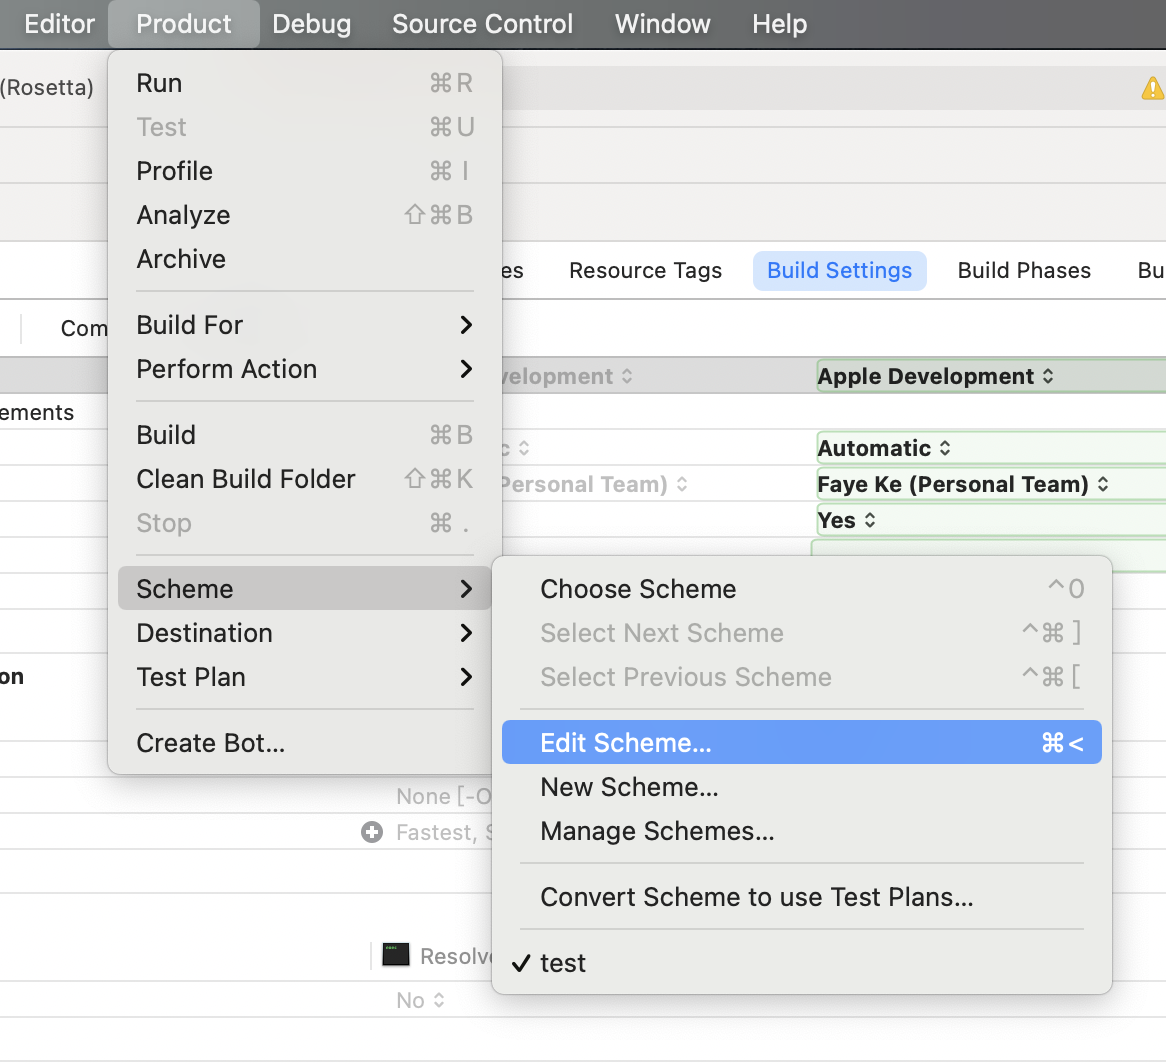 Editor Product Debug Source Control Window Help
(Rosetta)
Run ⌘R
Test ⌘U
Profile ⌘I
Analyze ⇧⌘B
Archive
Build For
Perform Action
Build ⌘B
Clean Build Folder ⇧⌘K
Stop ⌘.
Scheme
Destination
Test Plan
Create Bot...
es Resource Tags Build Settings Build Phases Bu
Com
velopment Apple Development
ements
c Automatic
Personal Team) Faye Ke (Personal Team)
Yes
on
Choose Scheme ^0
Select Next Scheme ^⌘]
Select Previous Scheme ^⌘[
Edit Scheme... ⌘<
New Scheme...
Manage Schemes...
Convert Scheme to use Test Plans...
✓ test
None [-O
Fastest, S
Resolve
No